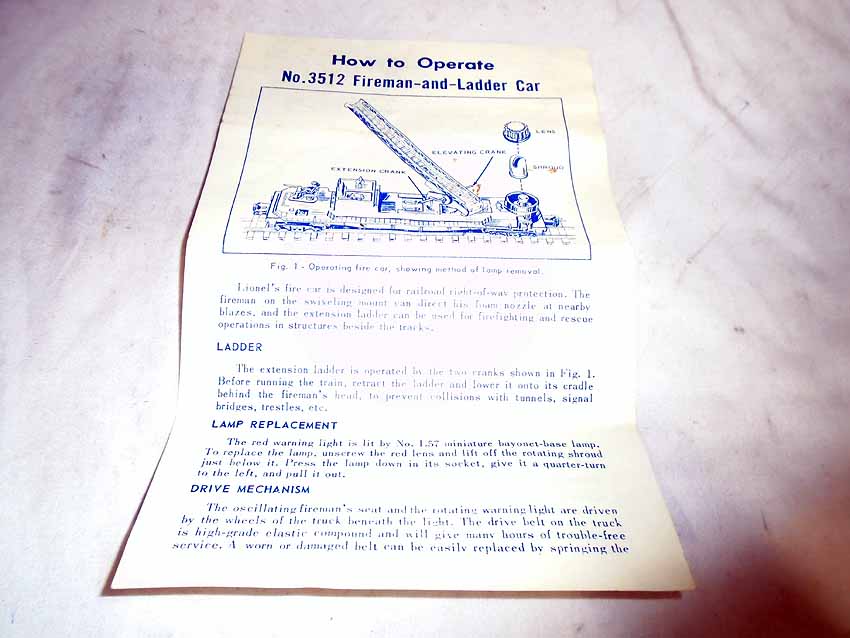 How to Operate
No.3512 Fireman-and-Ladder Car
LENS
ELEVATING CRANK
SHROUD
EXTENSION CRANK
Fig. 1 - Operating fire car, showing method of lamp removal.
Lionel's fire car is designed for railroad right-of-way protection. The
fireman on the swiveling mount can direct his foam nozzle at nearby
blazes, and the extension ladder can be used for firefighting and rescue
operations in structures beside the tracks.
LADDER
The extension ladder is operated by the two cranks shown in Fig. 1.
Before running the train, retract the ladder and lower it onto its cradle
behind the fireman's head, to prevent collisions with tunnels, signal
bridges, trestles, etc.
LAMP REPLACEMENT
The red warning light is lit by No. L57 miniature bayonet-base lamp.
To replace the lamp, unscrew the red lens and lift off the rotating shroud
just below it. Press the lamp down in its socket, give it a quarter-turn
to the left, and pull it out.
DRIVE MECHANISM
The oscillating fireman's seat and the rotating warning light are driven
by the wheels of the truck beneath the light. The drive belt on the truck
is high-grade elastic compound and will give many hours of trouble-free
service. A worn or damaged belt can be easily replaced by springing the